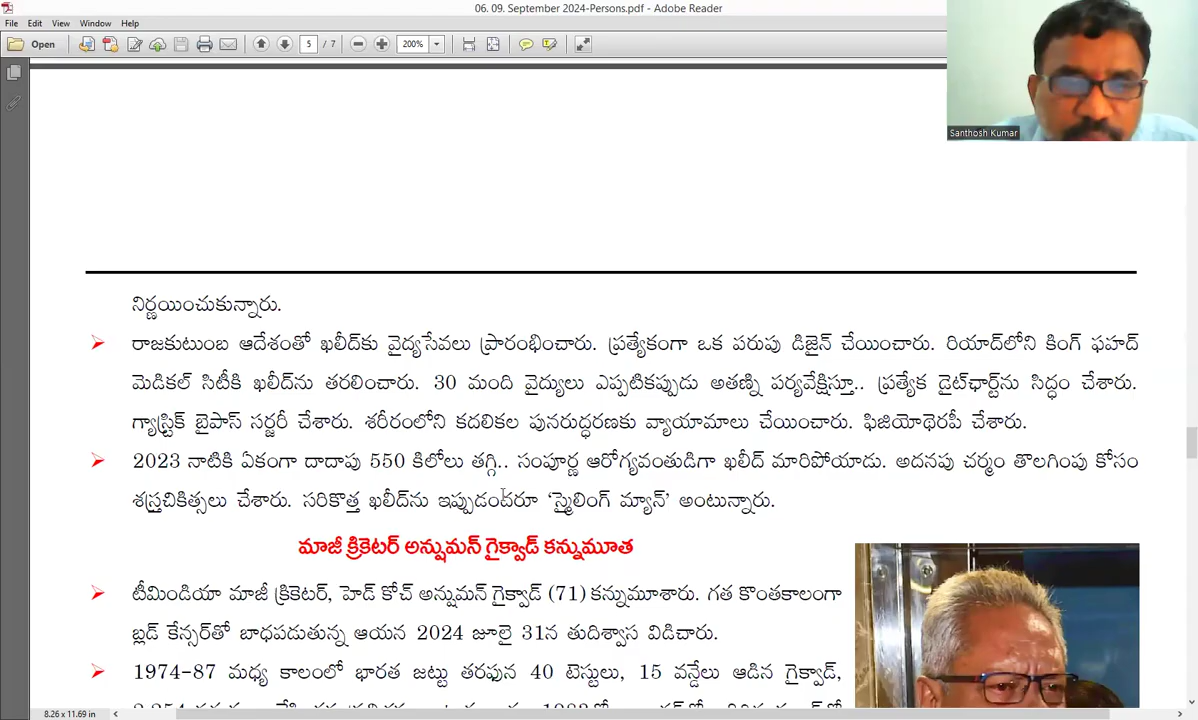 06. 09. September 2024-Persons.pdf - Adobe Reader
File Edit View Window Help
Open 5 / 7 200%
Santhosh Kumar
నిర్ణయించుకున్నారు.
రాజకుటుంబ ఆదేశంతో ఖలీద్‌కు వైద్యసేవలు ప్రారంభించారు. ప్రత్యేకంగా ఒక పరుపు డిజైన్ చేయించారు. రియాద్‌లోని కింగ్ ఫహద్
మెడికల్ సిటీకి ఖలీద్‌ను తరలించారు. 30 మంది వైద్యులు ఎప్పటికప్పుడు అతణ్ని పర్యవేక్షిస్తూ.. ప్రత్యేక డైట్‌ఛార్ట్‌ను సిద్ధం చేశారు.
గ్యాస్ట్రిక్ బైపాస్ సర్జరీ చేశారు. శరీరంలోని కదలికల పునరుద్ధరణకు వ్యాయామాలు చేయించారు. ఫిజియోథెరపీ చేశారు.
2023 నాటికి ఏకంగా దాదాపు 550 కిలోలు తగ్గి.. సంపూర్ణ ఆరోగ్యవంతుడిగా ఖలీద్ మారిపోయాడు. అదనపు చర్మం తొలగింపు కోసం
శస్త్రచికిత్సలు చేశారు. సరికొత్త ఖలీద్‌ను ఇప్పుడందరూ ‘స్మైలింగ్ మ్యాన్’ అంటున్నారు.
మాజీ క్రికెటర్ అన్షుమన్ గైక్వాడ్ కన్నుమూత
టీమిండియా మాజీ క్రికెటర్, హెడ్ కోచ్ అన్షుమన్ గైక్వాడ్ (71) కన్నుమూశారు. గత కొంతకాలంగా
బ్లడ్ కేన్సర్‌తో బాధపడుతున్న ఆయన 2024 జూలై 31న తుదిశ్వాస విడిచారు.
1974-87 మధ్య కాలంలో భారత జట్టు తరఫున 40 టెస్టులు, 15 వన్డేలు ఆడిన గైక్వాడ్,
8.26 x 11.69 in